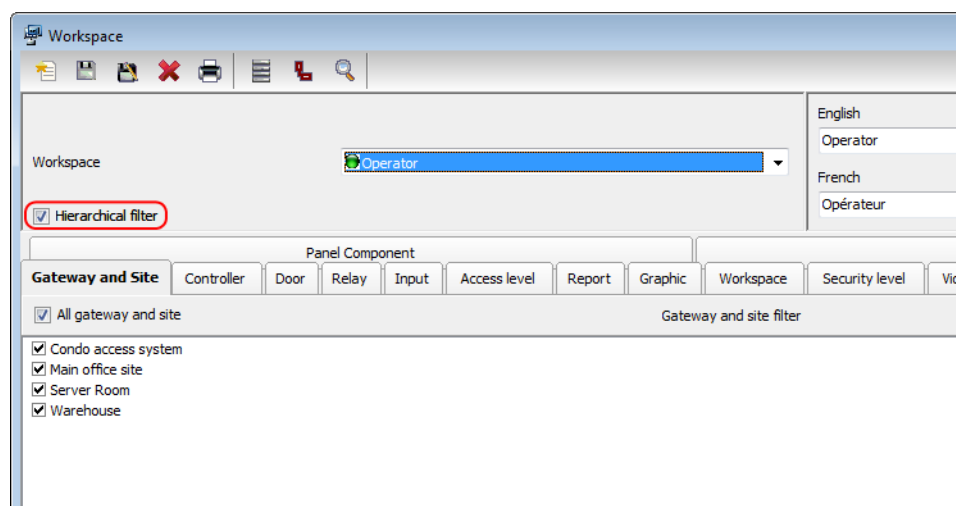 Workspace
English
Operator
Workspace
Operator
French
Opérateur
Hierarchical filter
Panel Component
Gateway and Site Controller Door Relay Input Access level Report Graphic Workspace Security level
All gateway and site Gateway and site filter
Condo access system
Main office site
Server Room
Warehouse